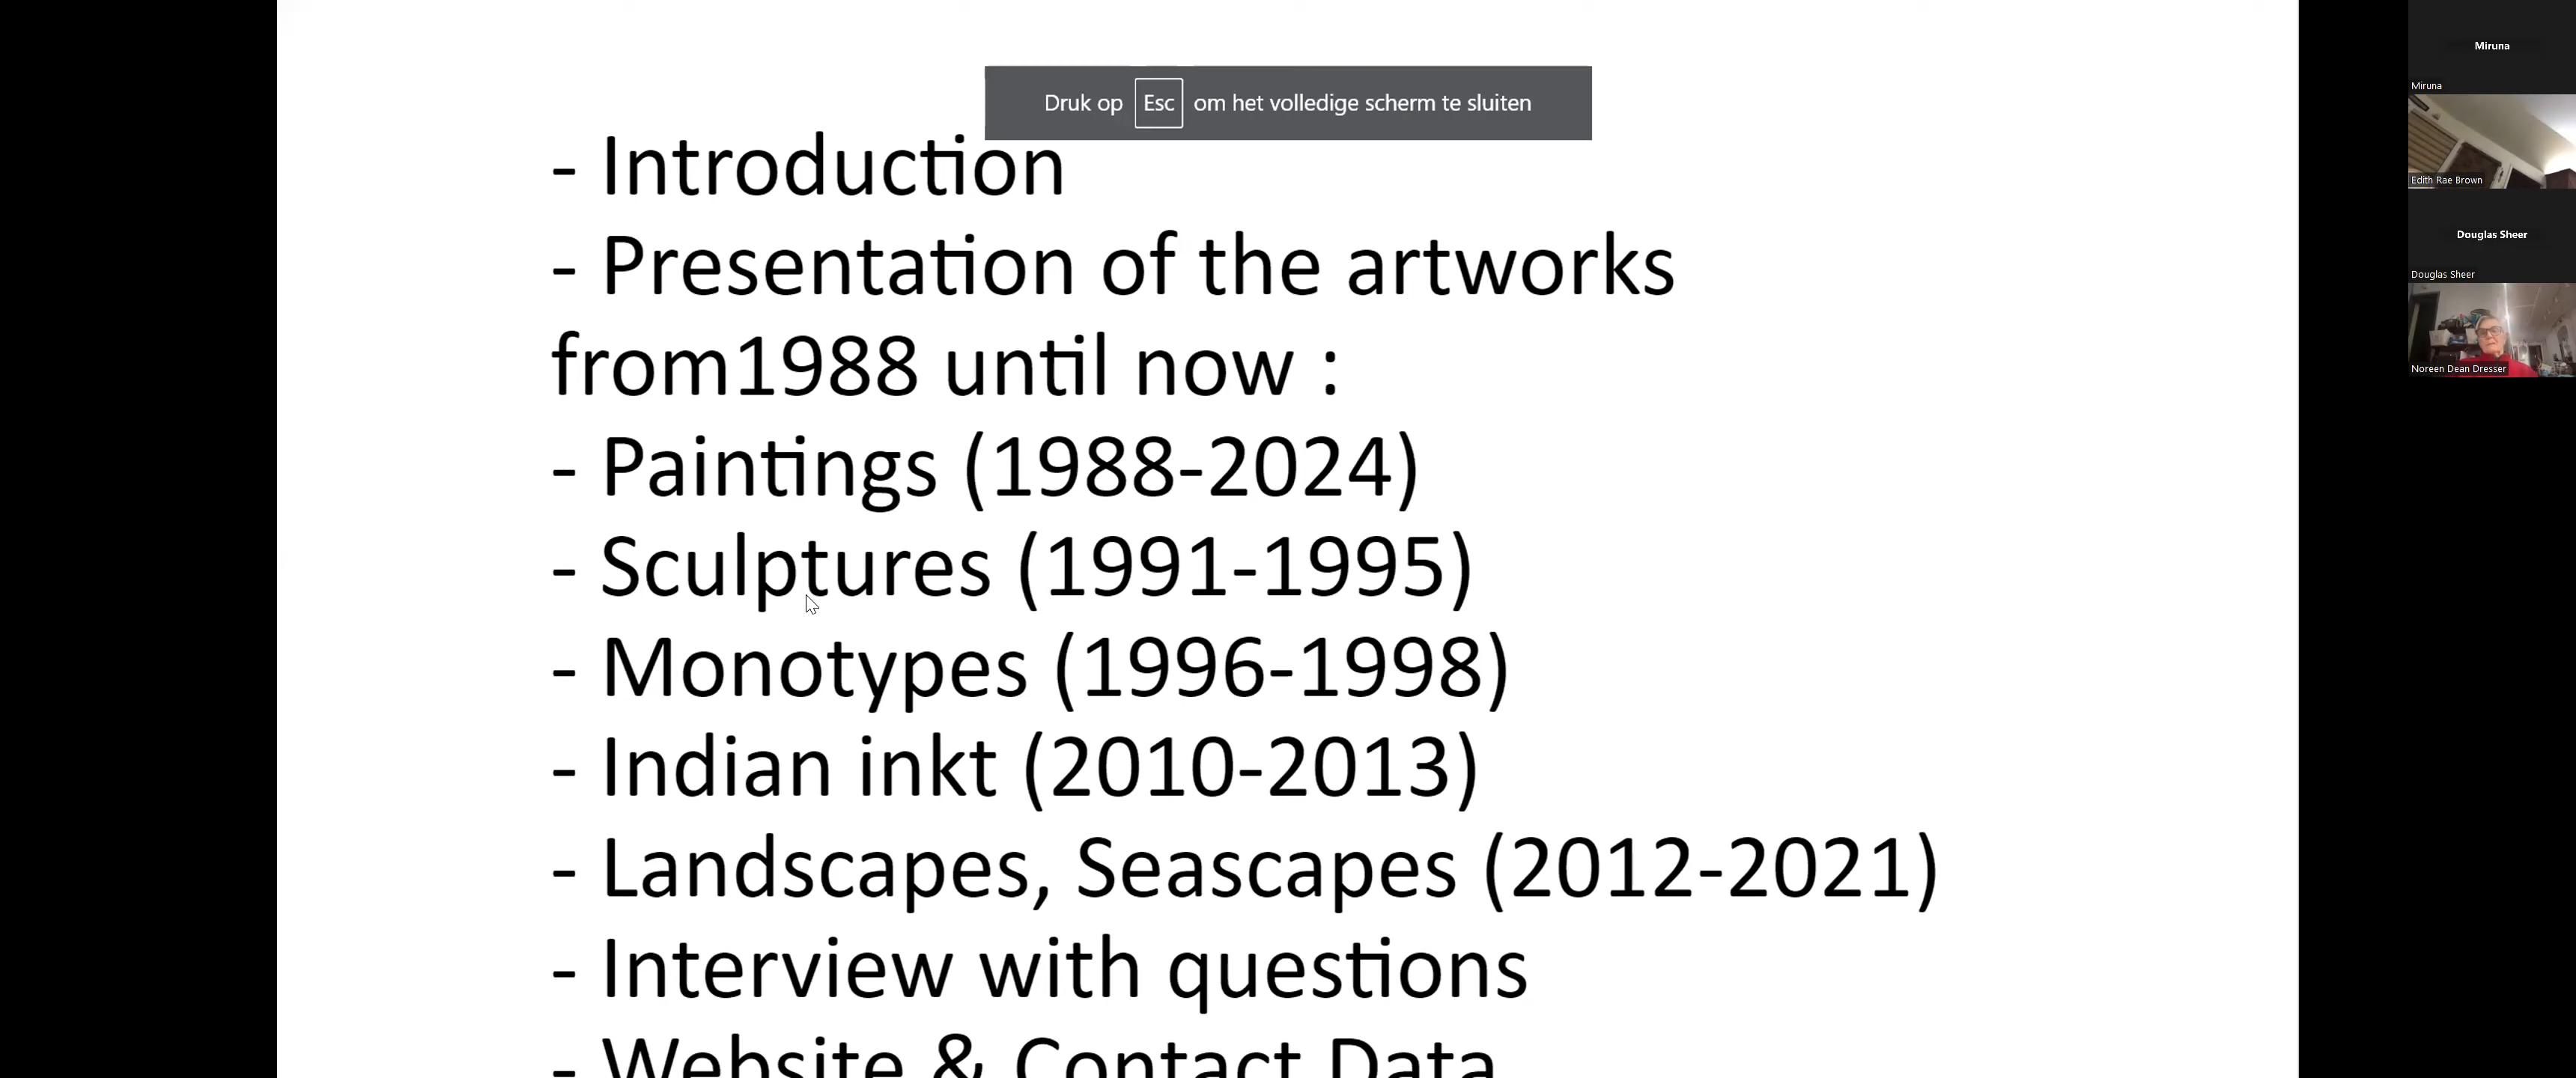 Druk op Esc om het volledige scherm te sluiten
- Introduction
- Presentation of the artworks
from1988 until now :
- Paintings (1988-2024)
- Sculptures (1991-1995)
- Monotypes (1996-1998)
- Indian inkt (2010-2013)
- Landscapes, Seascapes (2012-2021)
- Interview with questions
- Website & Contact Data
Miruna
Miruna
Edith Rae Brown
Douglas Sheer
Douglas Sheer
Noreen Dean Dresser